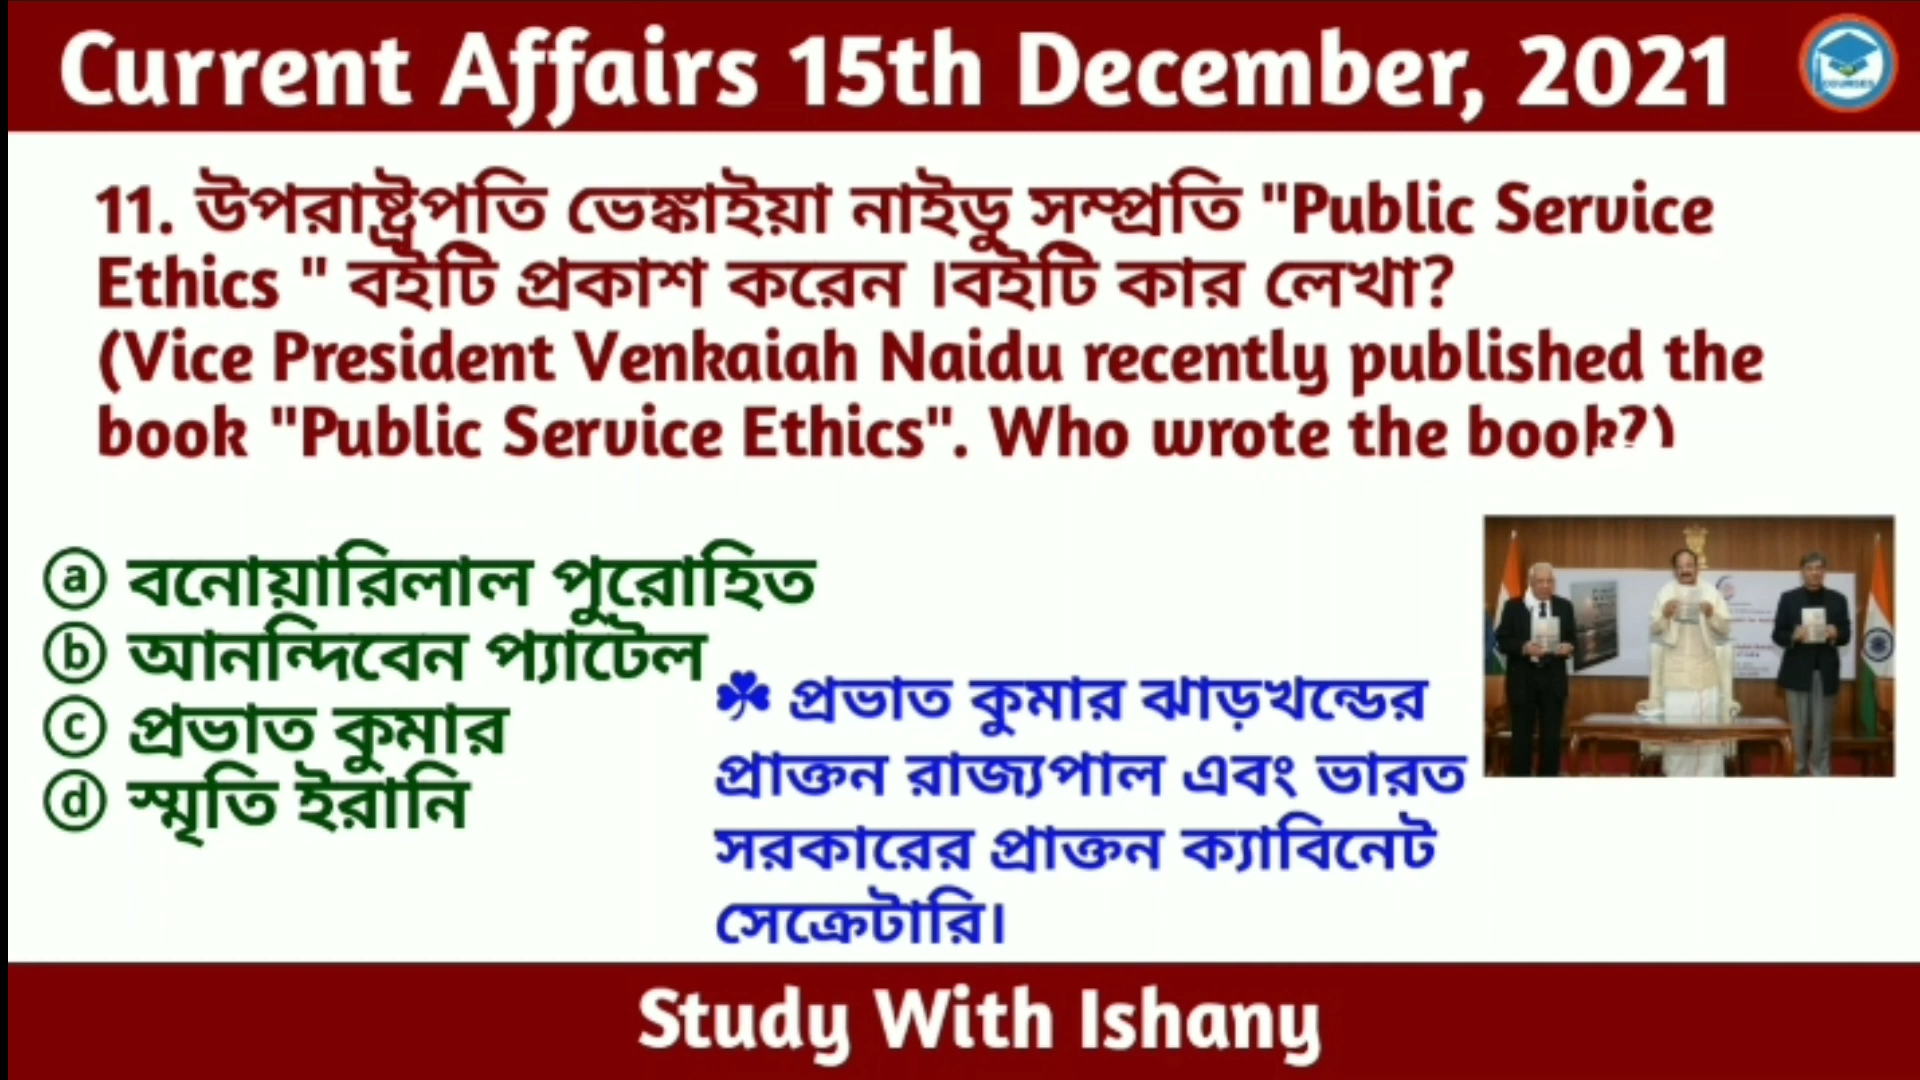 Current Affairs 15th December, 2021
11. উপরাষ্ট্রপতি ভেঙ্কাইয়া নাইডু সম্প্রতি "Public Service
Ethics " বইটি প্রকাশ করেন ।বইটি কার লেখা?
(Vice President Venkaiah Naidu recently published the
book "Public Service Ethics". Who wrote the book?)
ⓐ বনোয়ারিলাল পুরোহিত
ⓑ আনন্দিবেন প্যাটেল
ⓒ প্রভাত কুমার
ⓓ স্মৃতি ইরানি
☘ প্রভাত কুমার ঝাড়খন্ডের
প্রাক্তন রাজ্যপাল এবং ভারত
সরকারের প্রাক্তন ক্যাবিনেট
সেক্রেটারি।
Study With Ishany